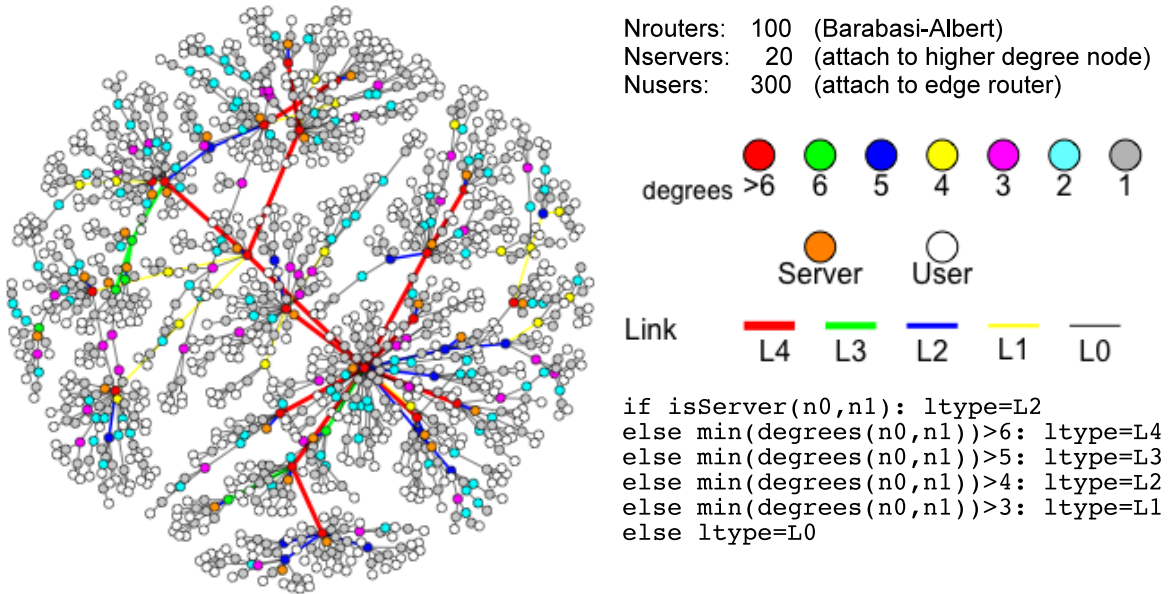 Nrouters: 100 (Barabasi-Albert)
Nservers: 20 (attach to higher degree node)
Nusers: 300 (attach to edge router)
degrees >6 6 5 4 3 2 1
Server User
Link L4 L3 L2 L1 L0
if isServer(n0,n1): ltype=L2
else min(degrees(n0,n1))>6: ltype=L4
else min(degrees(n0,n1))>5: ltype=L3
else min(degrees(n0,n1))>4: ltype=L2
else min(degrees(n0,n1))>3: ltype=L1
else ltype=L0